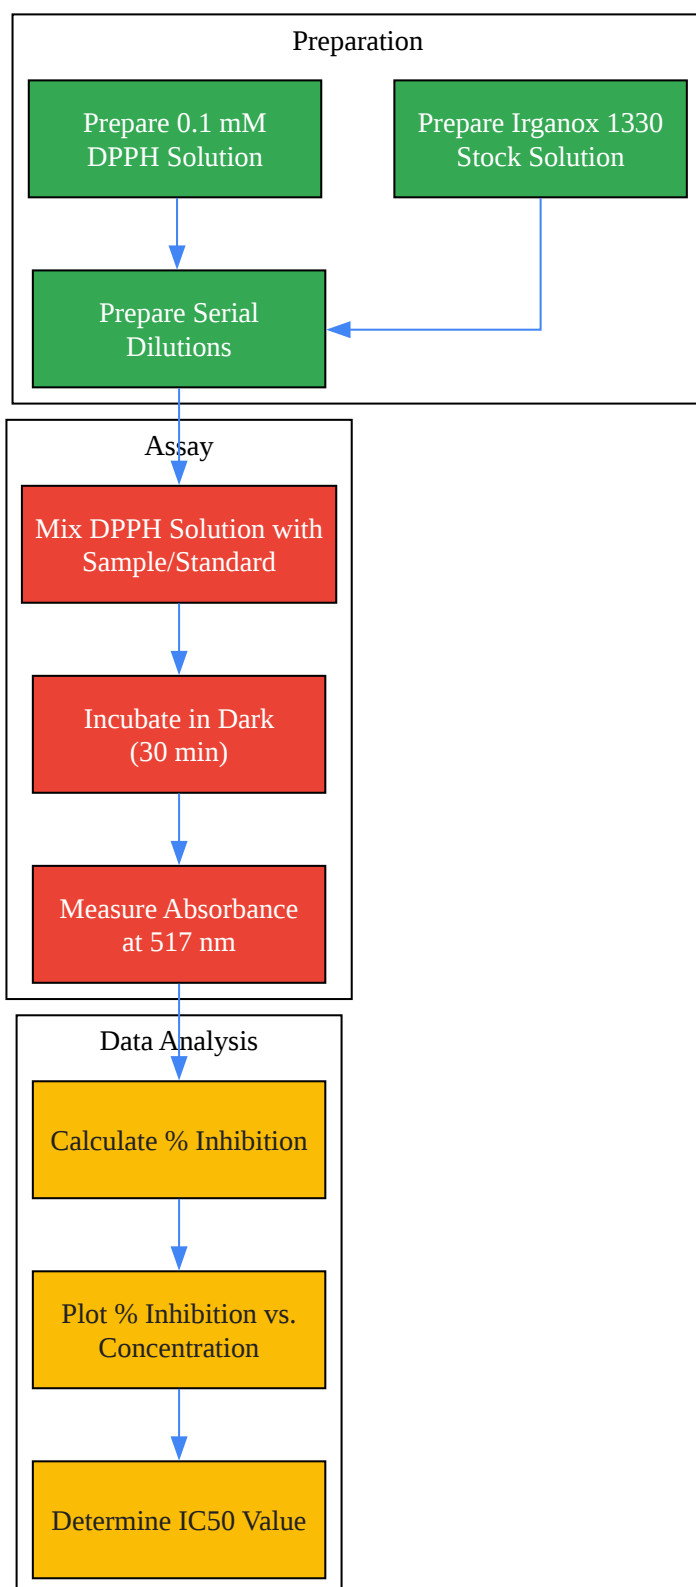 Preparation
Prepare 0.1 mM
DPPH Solution
Prepare Irganox 1330
Stock Solution
Prepare Serial
Dilutions
Assay
Mix DPPH Solution with
Sample/Standard
Incubate in Dark
(30 min)
Measure Absorbance
at 517 nm
Data Analysis
Calculate % Inhibition
Plot % Inhibition vs.
Concentration
Determine IC50 Value